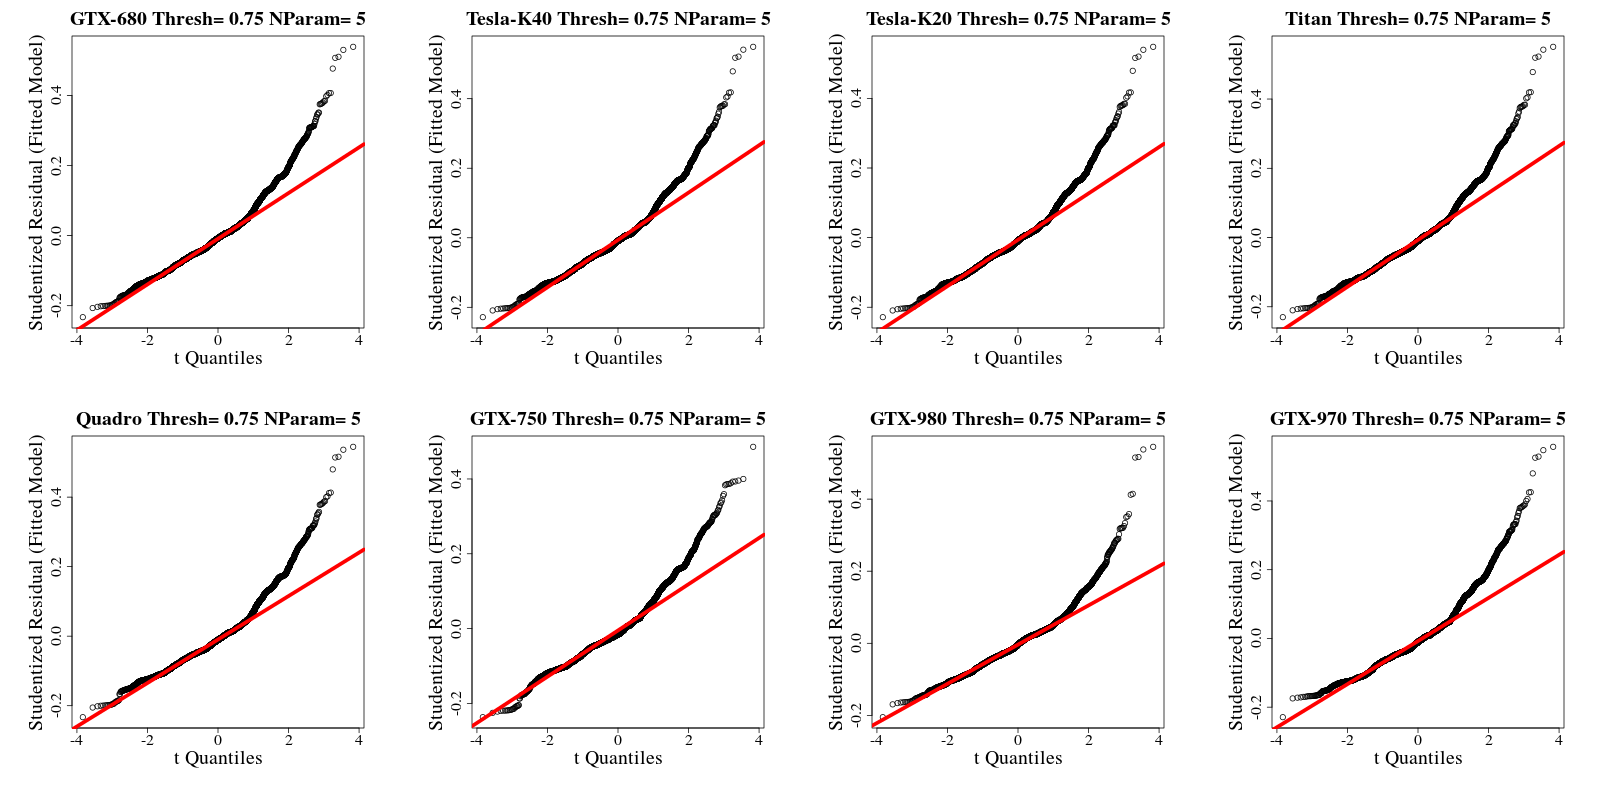 GTX-680 Thresh= 0.75 NParam= 5
Studentized Residual (Fitted Model)
-0.2 0.0 0.2 0.4
-4 -2 0 2 4
t Quantiles
Tesla-K40 Thresh= 0.75 NParam= 5
Studentized Residual (Fitted Model)
-0.2 0.0 0.2 0.4
-4 -2 0 2 4
t Quantiles
Tesla-K20 Thresh= 0.75 NParam= 5
Studentized Residual (Fitted Model)
-0.2 0.0 0.2 0.4
-4 -2 0 2 4
t Quantiles
Titan Thresh= 0.75 NParam= 5
Studentized Residual (Fitted Model)
-0.2 0.0 0.2 0.4
-4 -2 0 2 4
t Quantiles
Quadro Thresh= 0.75 NParam= 5
Studentized Residual (Fitted Model)
-0.2 0.0 0.2 0.4
-4 -2 0 2 4
t Quantiles
GTX-750 Thresh= 0.75 NParam= 5
Studentized Residual (Fitted Model)
-0.2 0.0 0.2 0.4
-4 -2 0 2 4
t Quantiles
GTX-980 Thresh= 0.75 NParam= 5
Studentized Residual (Fitted Model)
-0.2 0.0 0.2 0.4
-4 -2 0 2 4
t Quantiles
GTX-970 Thresh= 0.75 NParam= 5
Studentized Residual (Fitted Model)
-0.2 0.0 0.2 0.4
-4 -2 0 2 4
t Quantiles